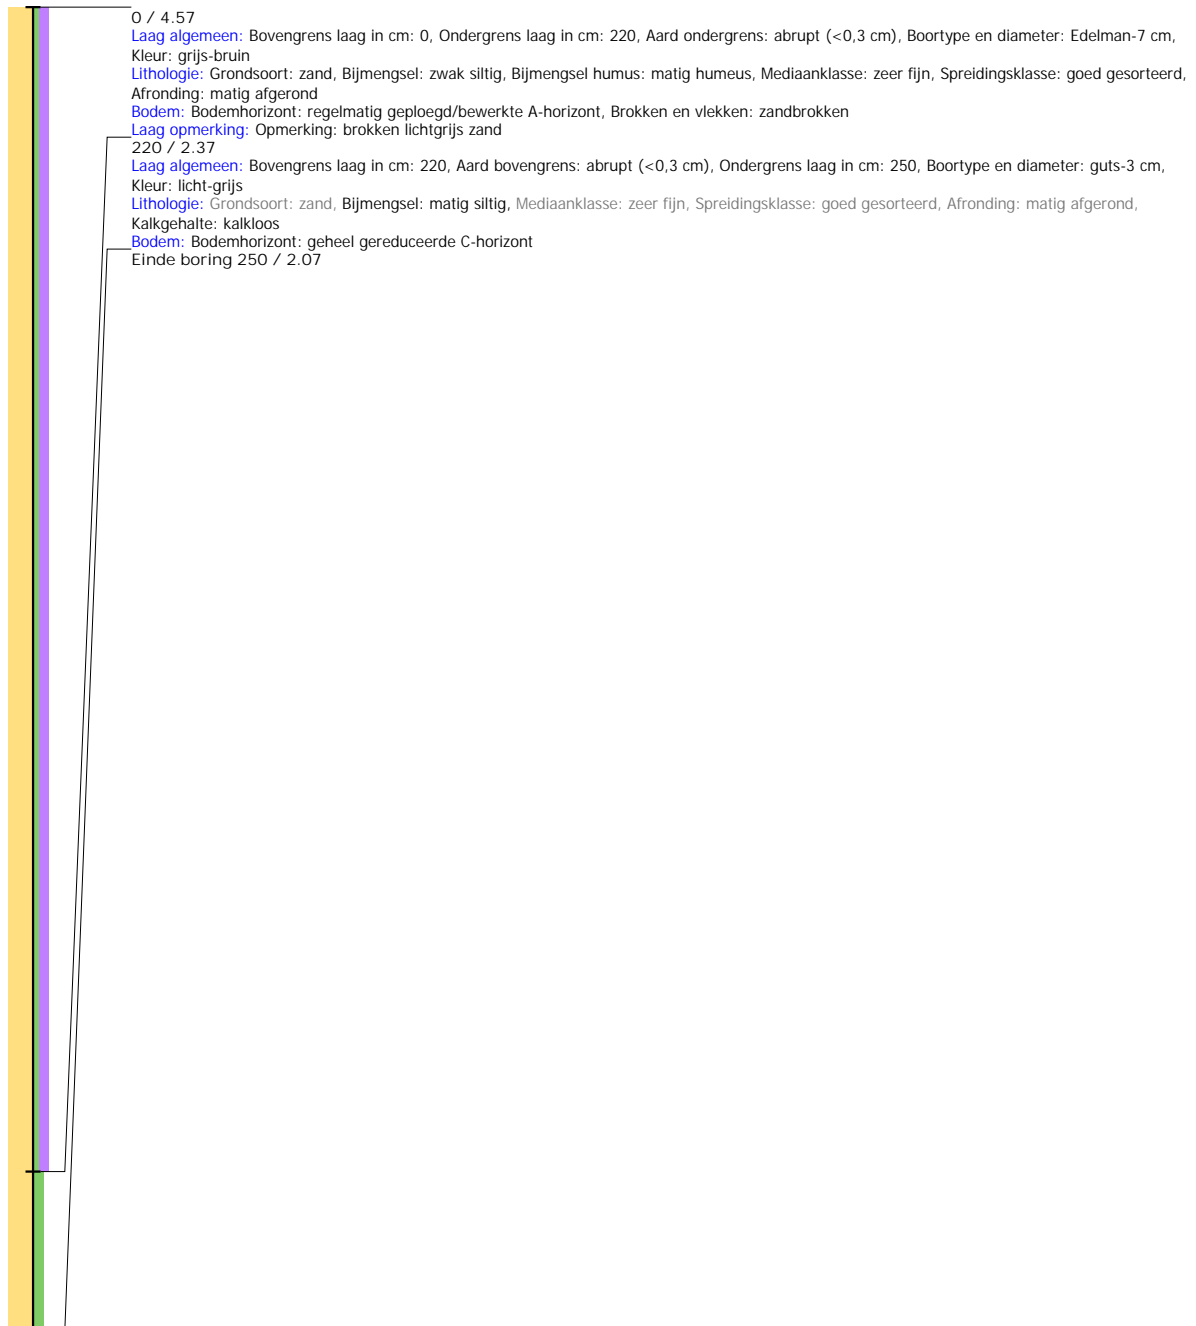 0 / 4.57
Laag algemeen: Bovengrens laag in cm: 0, Ondergrens laag in cm: 220, Aard ondergrens: abrupt (<0,3 cm), Boortype en diameter: Edelman-7 cm,
Kleur: grijs-bruin
Lithologie: Grondsoort: zand, Bijmengsel: zwak siltig, Bijmengsel humus: matig humeus, Mediaanklasse: zeer fijn, Spreidingsklasse: goed gesorteerd,
Afronding: matig afgerond
Bodem: Bodemhorizont: regelmatig geploegd/bewerkte A-horizont, Brokken en vlekken: zandbrokken
Laag opmerking: Opmerking: brokken lichtgrijs zand
220 / 2.37
Laag algemeen: Bovengrens laag in cm: 220, Aard bovengrens: abrupt (<0,3 cm), Ondergrens laag in cm: 250, Boortype en diameter: guts-3 cm,
Kleur: licht-grijs
Lithologie: Grondsoort: zand, Bijmengsel: matig siltig, Mediaanklasse: zeer fijn, Spreidingsklasse: goed gesorteerd, Afronding: matig afgerond,
Kalkgehalte: kalkloos
Bodem: Bodemhorizont: geheel gereduceerde C-horizont
Einde boring 250 / 2.07